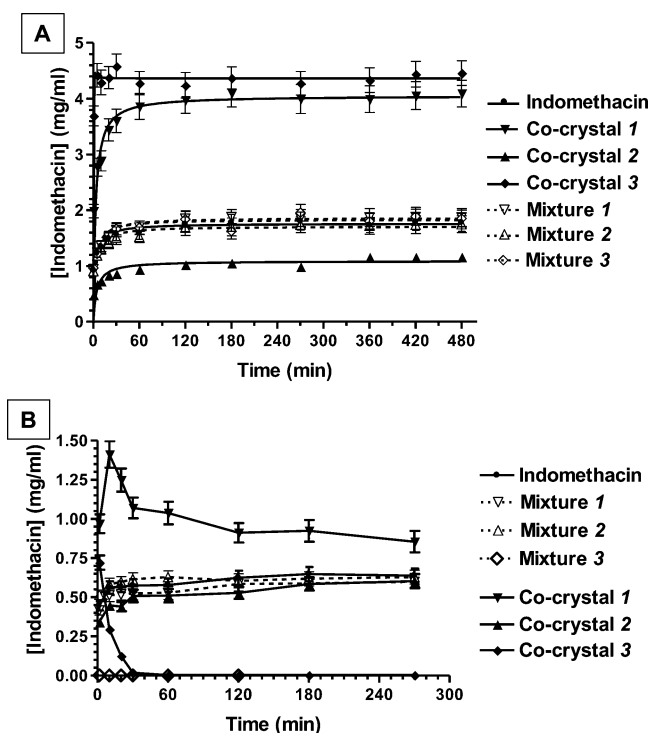 A
[Indomethacin] (mg/ml)
5
4
3
2
1
0
0 60 120 180 240 300 360 420 480
Time (min)
Indomethacin
Co-crystal 1
Co-crystal 2
Co-crystal 3
Mixture 1
Mixture 2
Mixture 3
B
[Indomethacin] (mg/ml)
1.50
1.25
1.00
0.75
0.50
0.25
0.00
0 60 120 180 240 300
Time (min)
Indomethacin
Mixture 1
Mixture 2
Mixture 3
Co-crystal 1
Co-crystal 2
Co-crystal 3